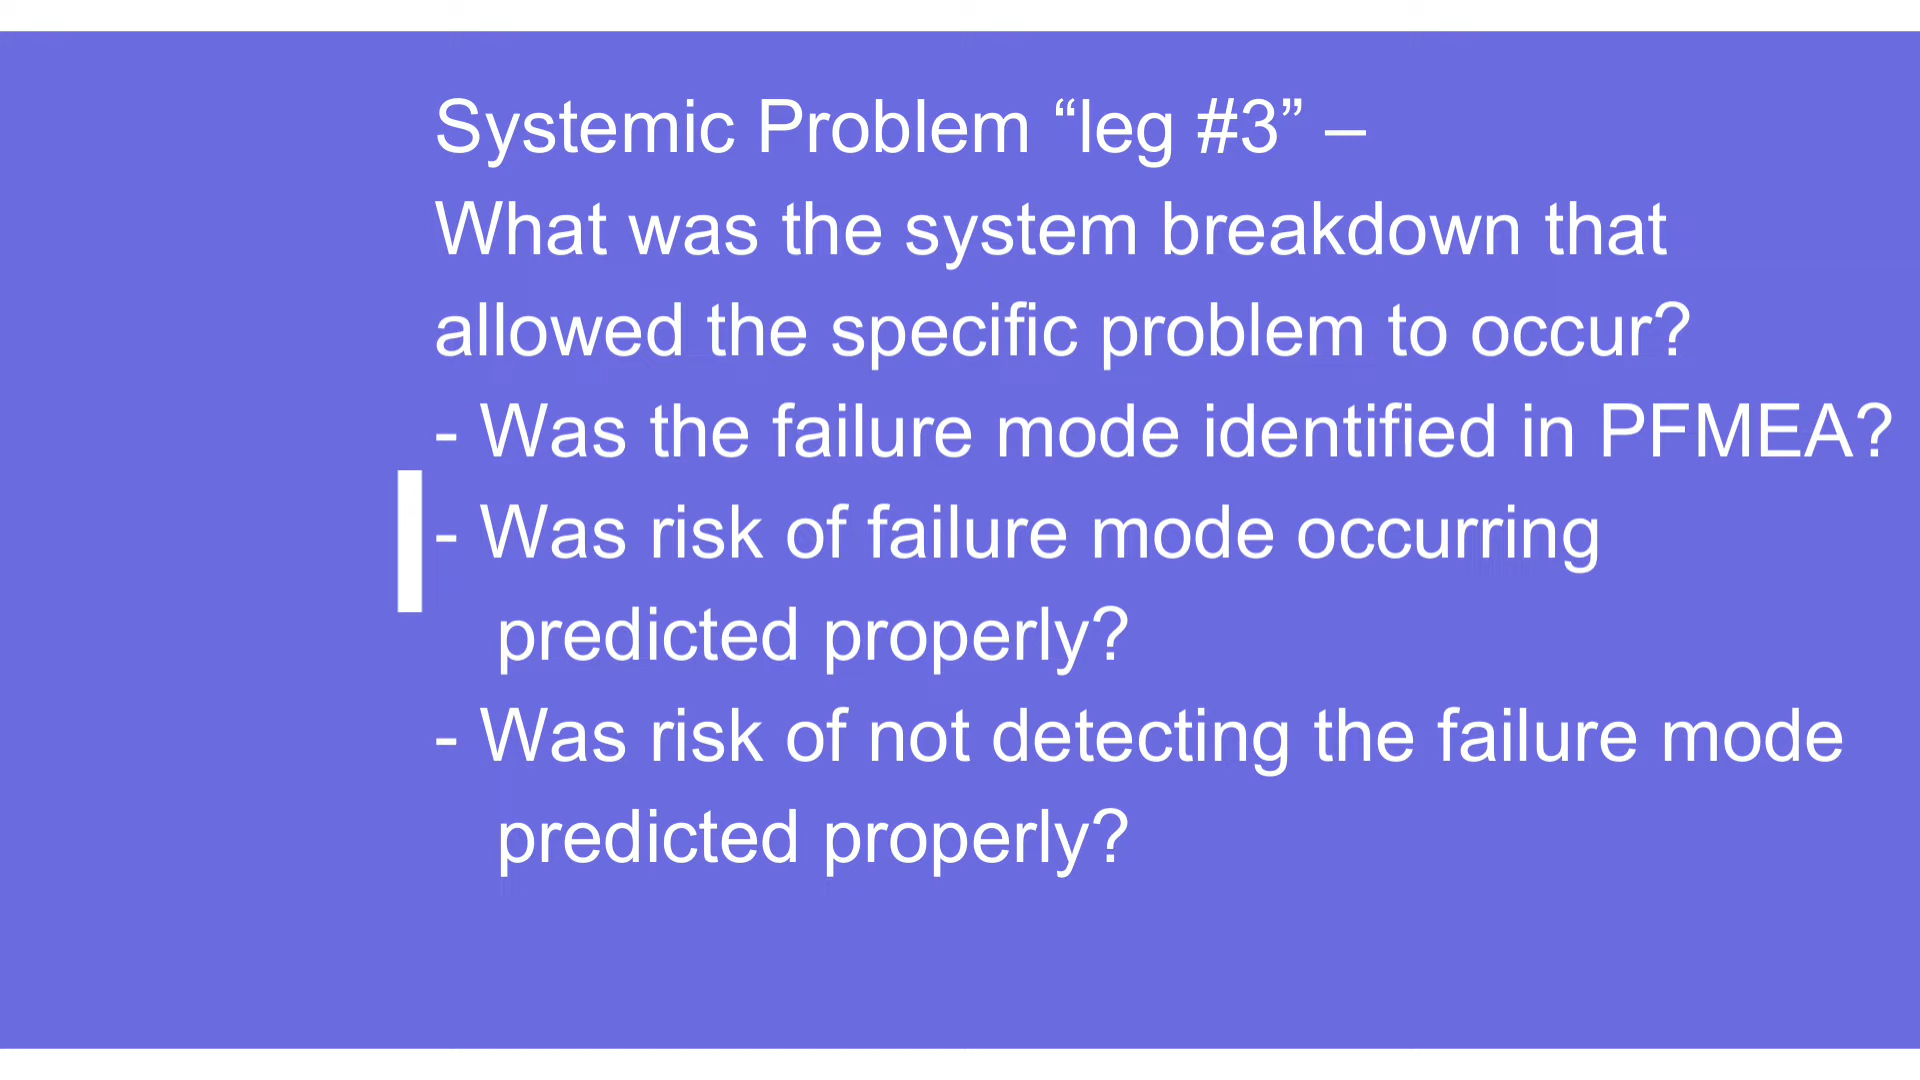 Systemic Problem “leg #3” –
What was the system breakdown that
allowed the specific problem to occur?
- Was the failure mode identified in PFMEA?
- Was risk of failure mode occurring
predicted properly?
- Was risk of not detecting the failure mode
predicted properly?